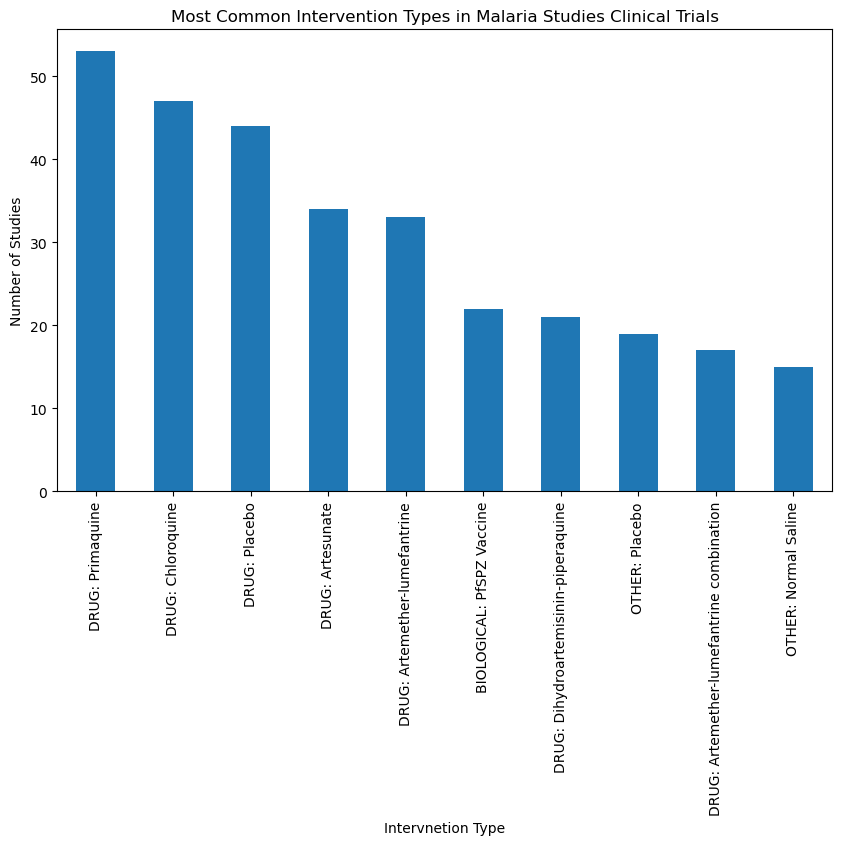 Most Common Intervention Types in Malaria Studies Clinical Trials
Number of Studies
50
40
30
20
10
0
DRUG: Primaquine
DRUG: Chloroquine
DRUG: Placebo
DRUG: Artesunate
DRUG: Artemether-lumefantrine
BIOLOGICAL: PfSPZ Vaccine
DRUG: Dihydroartemisinin-piperaquine
OTHER: Placebo
DRUG: Artemether-lumefantrine combination
OTHER: Normal Saline
Intervnetion Type